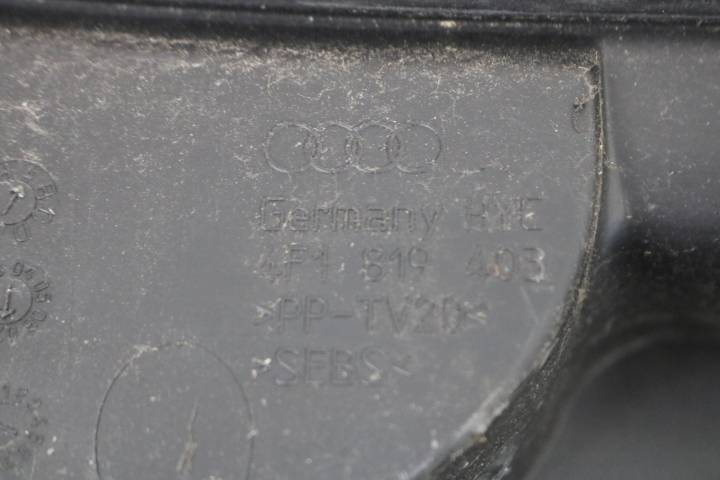 Germany BYE
4F1 819 403
>PP-TV20<
>SEBS<